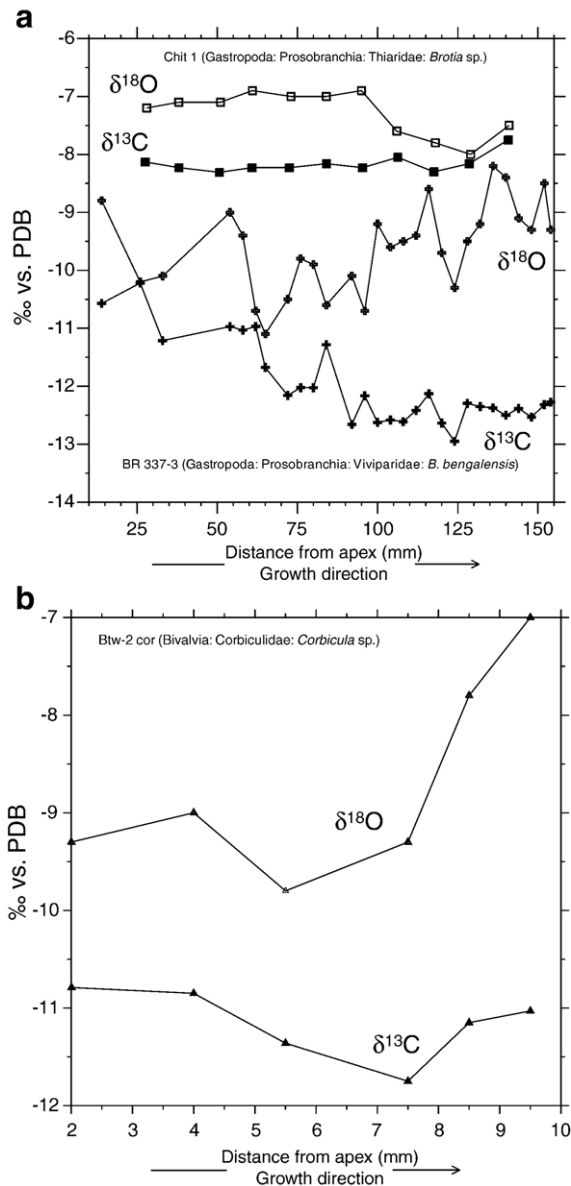 a
-6
Chit 1 (Gastropoda: Prosobranchia: Thiaridae: Brotia sp.)
δ18O
-7
δ13C
-8
-9
δ18O
‰ vs. PDB
-10
-11
-12
δ13C
-13
BR 337-3 (Gastropoda: Prosobranchia: Viviparidae: B. bengalensis)
-14
25 50 75 100 125 150
Distance from apex (mm)
Growth direction
b
-7
Btw-2 cor (Bivalvia: Corbiculidae: Corbicula sp.)
-8
-9
δ18O
‰ vs. PDB
-10
-11
δ13C
-12
2 3 4 5 6 7 8 9 10
Distance from apex (mm)
Growth direction